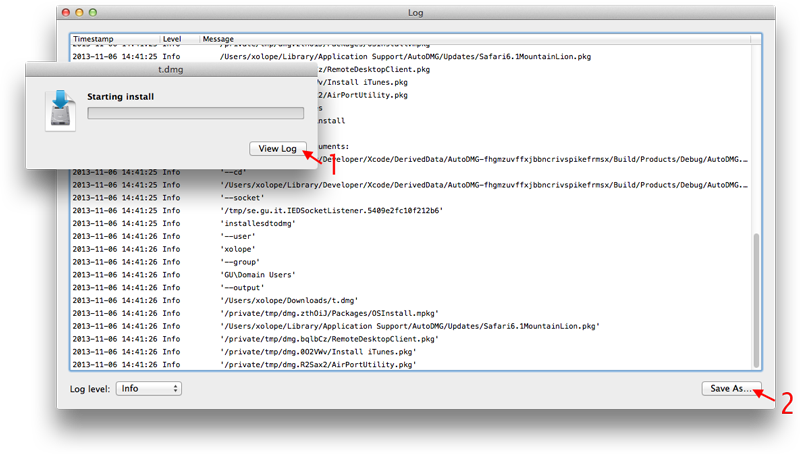 Log
Timestamp Level Message
2013-11-06 14:41:25 Info /private/tmp/dmg.zthOiJ/Packages/OSInstall.mpkg
2013-11-06 14:41:25 Info /Users/xolope/Library/Application Support/AutoDMG/Updates/Safari6.1MountainLion.pkg
t.dmg
z/RemoteDesktopClient.pkg
v/Install iTunes.pkg
2/AirPortUtility.pkg
Starting install
nstall
View Log
1
uments:
/Developer/Xcode/DerivedData/AutoDMG-fhgmzuvffxjbbncrivspikefrmsx/Build/Products/Debug/AutoDMG....
2013-11-06 14:41:25 Info '--cd'
2013-11-06 14:41:25 Info '/Users/xolope/Library/Developer/Xcode/DerivedData/AutoDMG-fhgmzuvffxjbbncrivspikefrmsx/Build/Products/Debug/AutoDMG....
2013-11-06 14:41:25 Info '--socket'
2013-11-06 14:41:25 Info '/tmp/se.gu.it.IEDSocketListener.5409e2fc10f212b6'
2013-11-06 14:41:26 Info 'installesdtodmg'
2013-11-06 14:41:26 Info '--user'
2013-11-06 14:41:26 Info 'xolope'
2013-11-06 14:41:26 Info '--group'
2013-11-06 14:41:26 Info 'GU\Domain Users'
2013-11-06 14:41:26 Info '--output'
2013-11-06 14:41:26 Info '/Users/xolope/Downloads/t.dmg'
2013-11-06 14:41:26 Info '/private/tmp/dmg.zthOiJ/Packages/OSInstall.mpkg'
2013-11-06 14:41:26 Info '/Users/xolope/Library/Application Support/AutoDMG/Updates/Safari6.1MountainLion.pkg'
2013-11-06 14:41:26 Info '/private/tmp/dmg.bqlbCz/RemoteDesktopClient.pkg'
2013-11-06 14:41:26 Info '/private/tmp/dmg.0O2VWv/Install iTunes.pkg'
2013-11-06 14:41:26 Info '/private/tmp/dmg.R2Sax2/AirPortUtility.pkg'
Log level: Info
Save As...
2